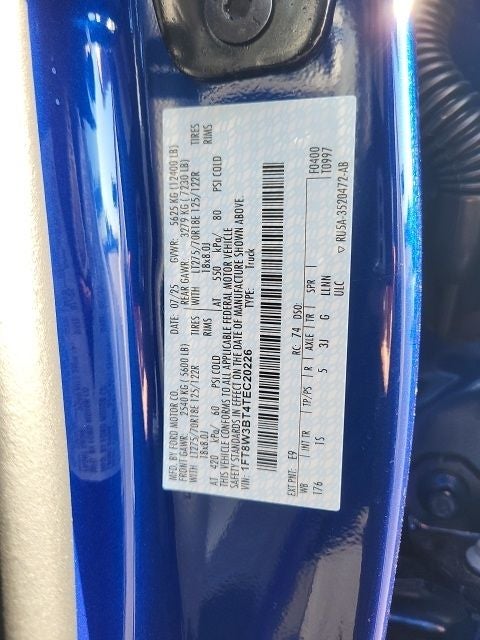 MFD. BY FORD MOTOR CO.
DATE: 07/25 GVWR: 5625 KG (12400 LB)
FRONT GAWR: 2540 KG (5600 LB) REAR GAWR: 3279 KG (7230 LB)
WITH LT275/70R18E 125/122R TIRES WITH LT275/70R18E 125/122R TIRES
18x8.0J RIMS 18x8.0J RIMS
AT 420 kPa/ 60 PSI COLD AT 550 kPa/ 80 PSI COLD
THIS VEHICLE CONFORMS TO ALL APPLICABLE FEDERAL MOTOR VEHICLE
SAFETY STANDARDS IN EFFECT ON THE DATE OF MANUFACTURE SHOWN ABOVE.
VIN: 1FT8W3BT4TEC20226 TYPE: Truck
F0400
T0997
EXT PNT: E9 RC: 74 DSO:
WB INT TR TP/PS R AXLE TR SPR
176 IS 5 3J G LLNN
ULC
▽ RU5A-3520472-AB